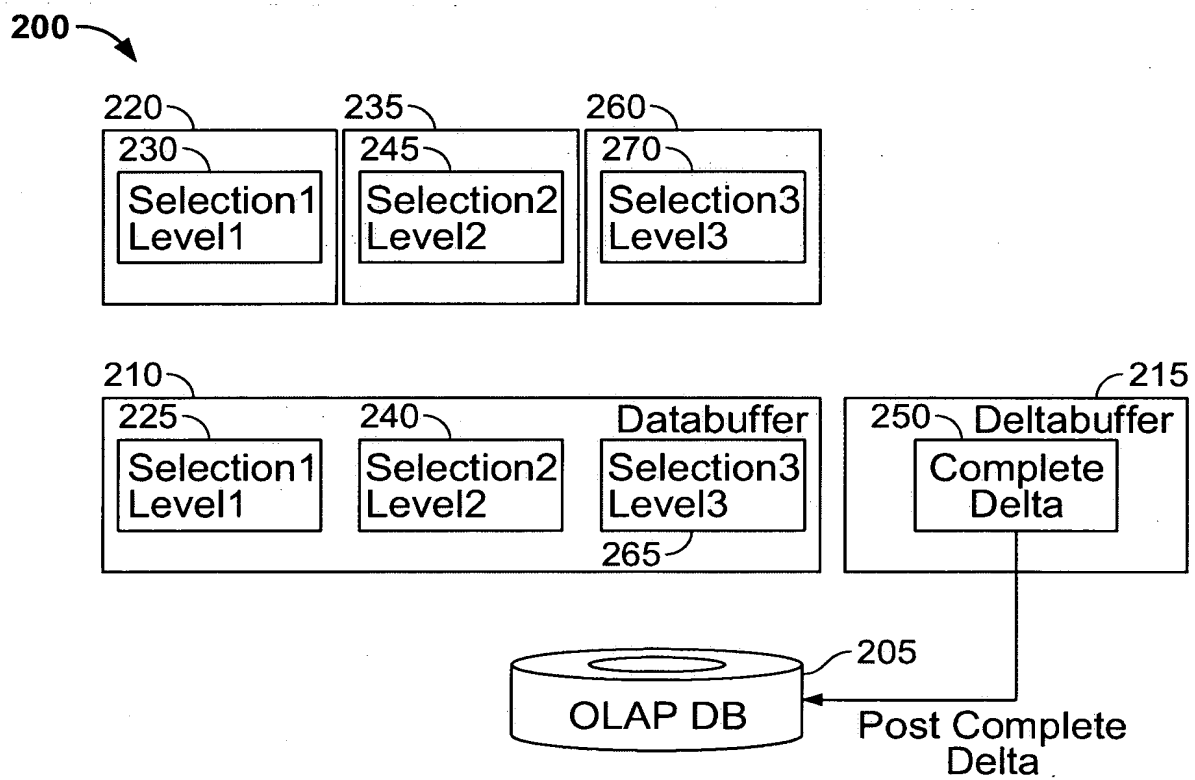 200
220
235
260
230
245
270
Selection1
Level1
Selection2
Level2
Selection3
Level3
210
215
225
240
Databuffer
250
Deltabuffer
Selection1
Level1
Selection2
Level2
Selection3
Level3
Complete
Delta
265
205
OLAP DB
Post Complete
Delta